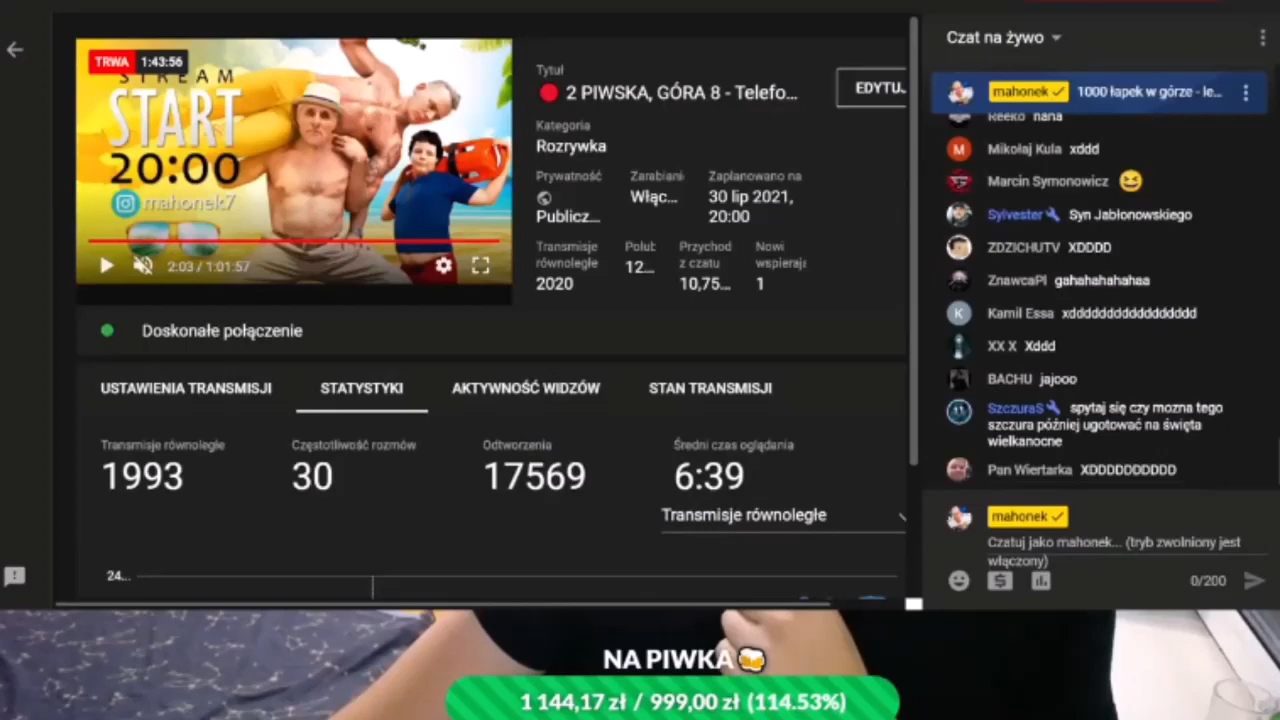 TRWA 1:43:56
STREAM
START
20:00
mahonek7
2:03 / 1:01:57
Tytuł
2 PIWSKA, GÓRA 8 - Telefo...
EDYTUJ
Kategoria
Rozrywka
Prywatność
Publicz...
Zarabiani
Włąc...
Zaplanowano na
30 lip 2021,
20:00
Transmisje
równoległe
2020
Polub
12...
Przychod
z czatu
10,75...
Nowi
wspierają
1
Doskonałe połączenie
USTAWIENIA TRANSMISJI STATYSTYKI AKTYWNOŚĆ WIDZÓW STAN TRANSMISJI
Transmisje równoległe
1993
Częstotliwość rozmów
30
Odtworzenia
17569
Średni czas oglądania
6:39
Transmisje równoległe
24...
Czat na żywo
mahonek 1000 łapek w górze - le...
Reeko nana
M Mikołaj Kula xddd
Marcin Symonowicz 😆
Sylvester Syn Jabłonowskiego
ZDZICHUTV XDDDD
ZnawcaPl gahahahahahaa
K Kamil Essa xdddddddddddddddddd
XX X Xddd
BACHU jajooo
SzczuraS spytaj się czy mozna tego
szczura później ugotować na święta
wielkanocne
Pan Wiertarka XDDDDDDDDDD
mahonek
Czatuj jako mahonek... (tryb zwolniony jest
włączony)
0/200
NA PIWKA🍻
1 144,17 zł / 999,00 zł (114.53%)